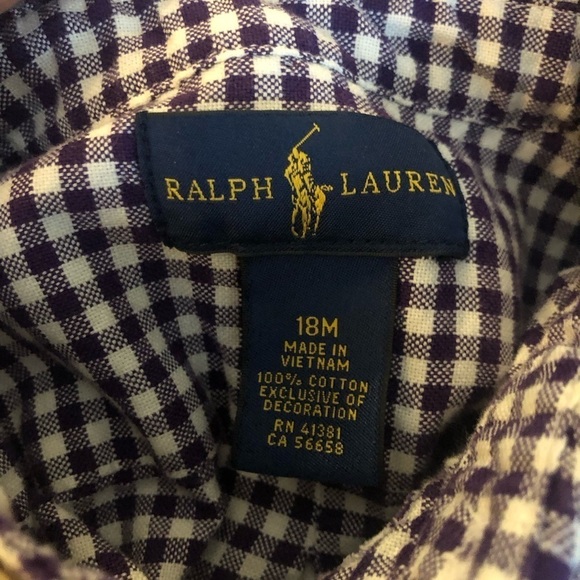 RALPH LAUREN
18M
MADE IN
VIETNAM
100% COTTON
EXCLUSIVE OF
DECORATION
RN 41381
CA 56658